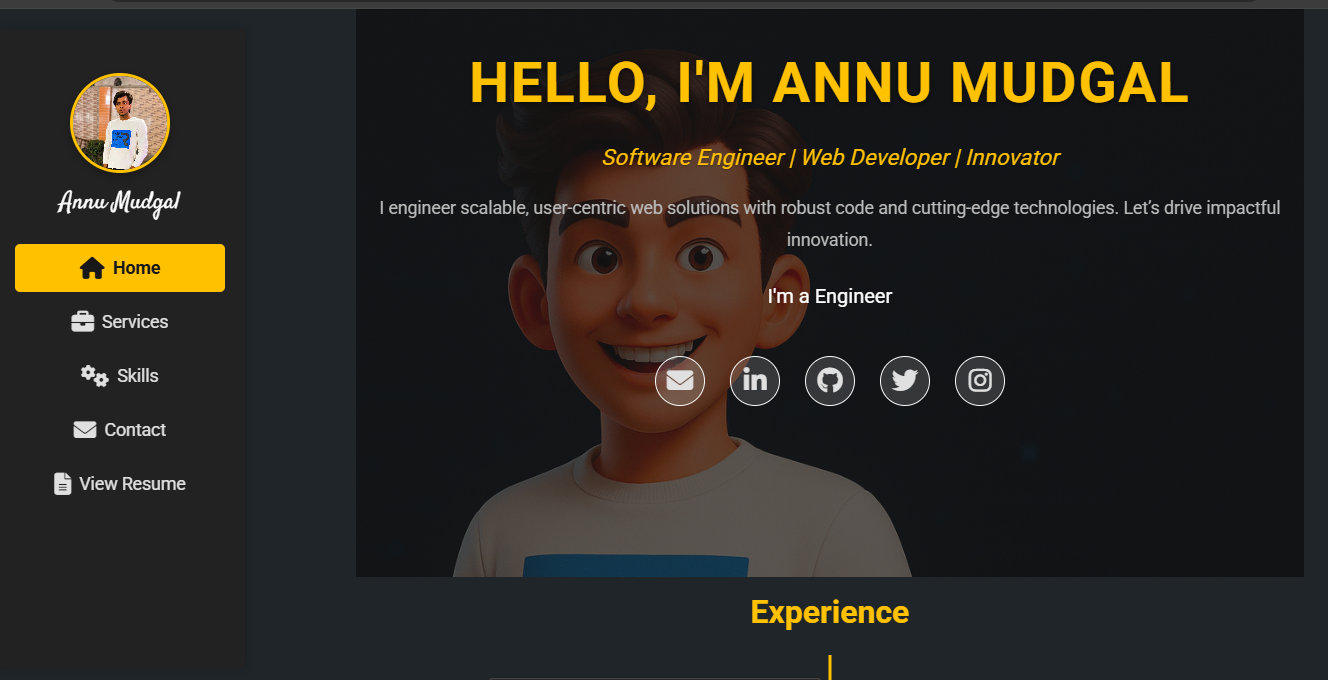 Annu Mudgal
Home
Services
Skills
Contact
View Resume
HELLO, I'M ANNU MUDGAL
Software Engineer | Web Developer | Innovator
I engineer scalable, user-centric web solutions with robust code and cutting-edge technologies. Let’s drive impactful
innovation.
I'm a Engineer
in
Experience